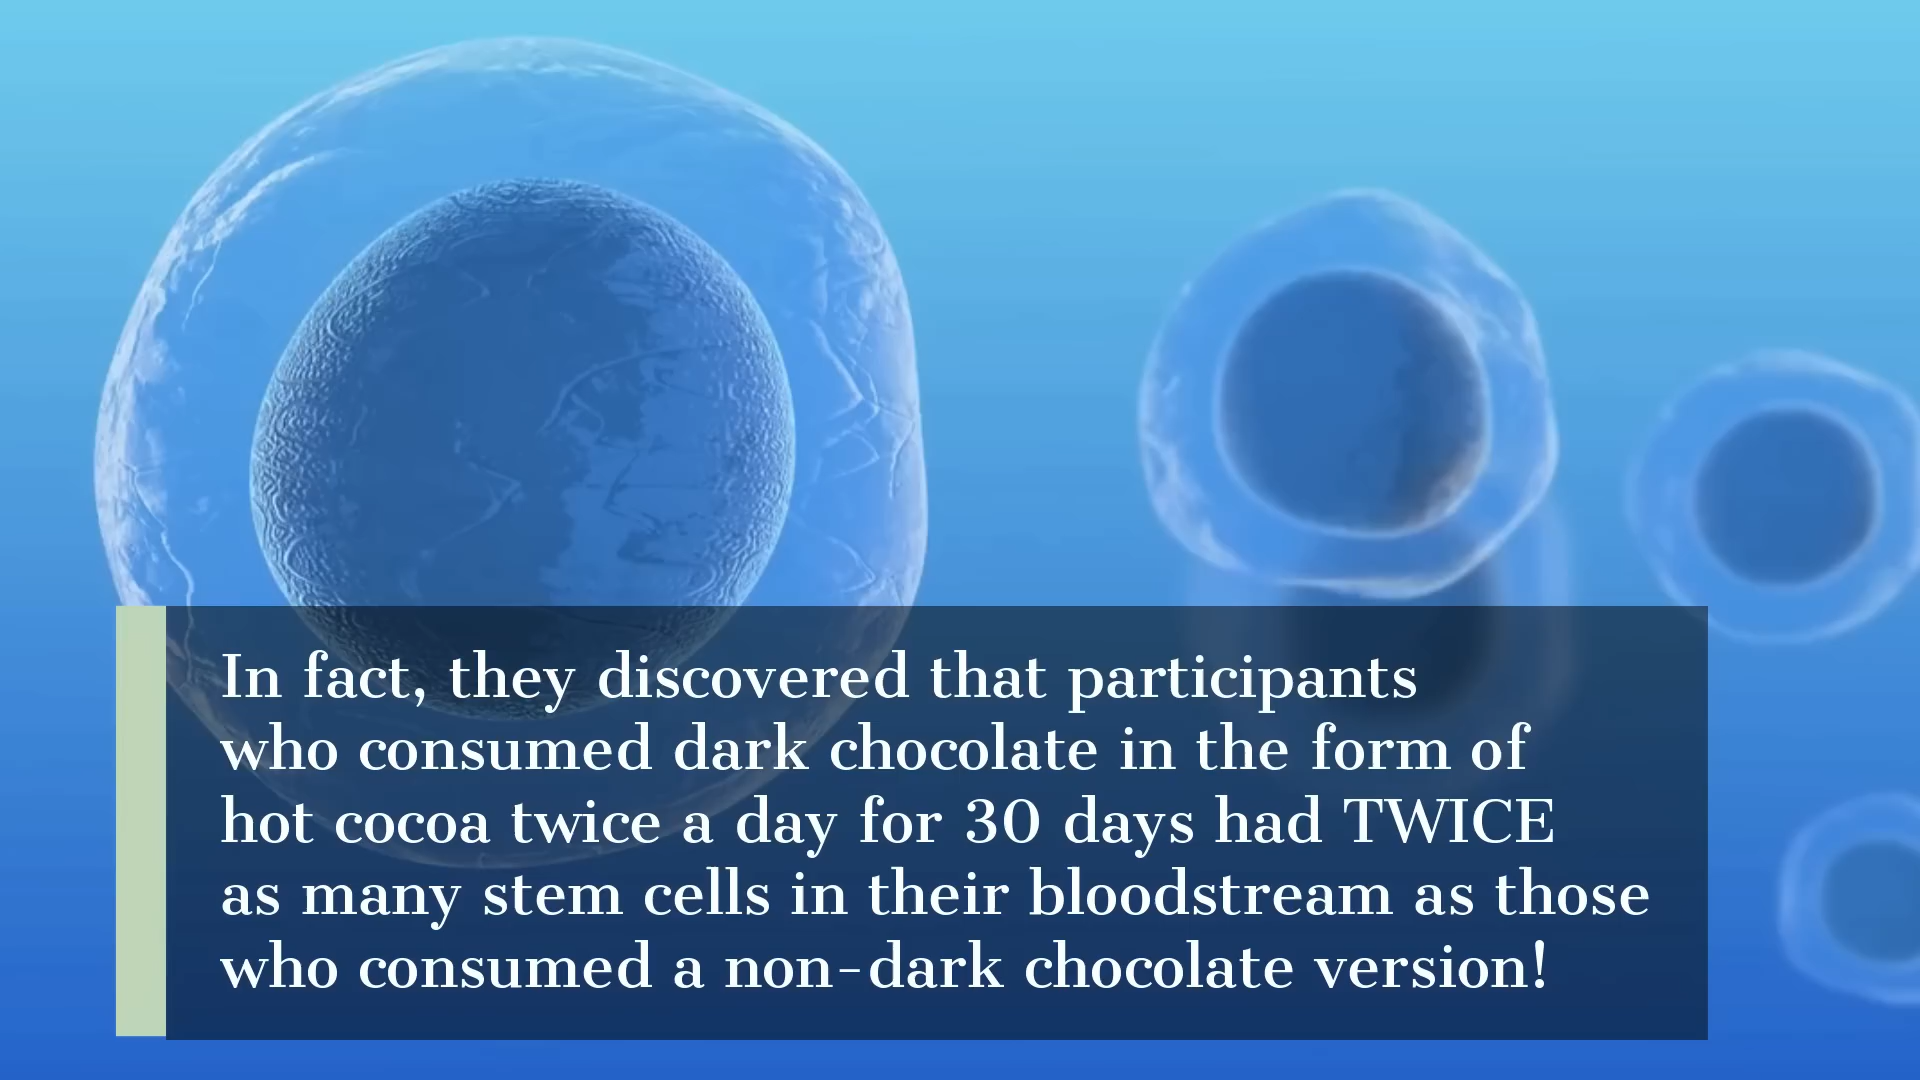 In fact, they discovered that participants
who consumed dark chocolate in the form of
hot cocoa twice a day for 30 days had TWICE
as many stem cells in their bloodstream as those
who consumed a non-dark chocolate version!